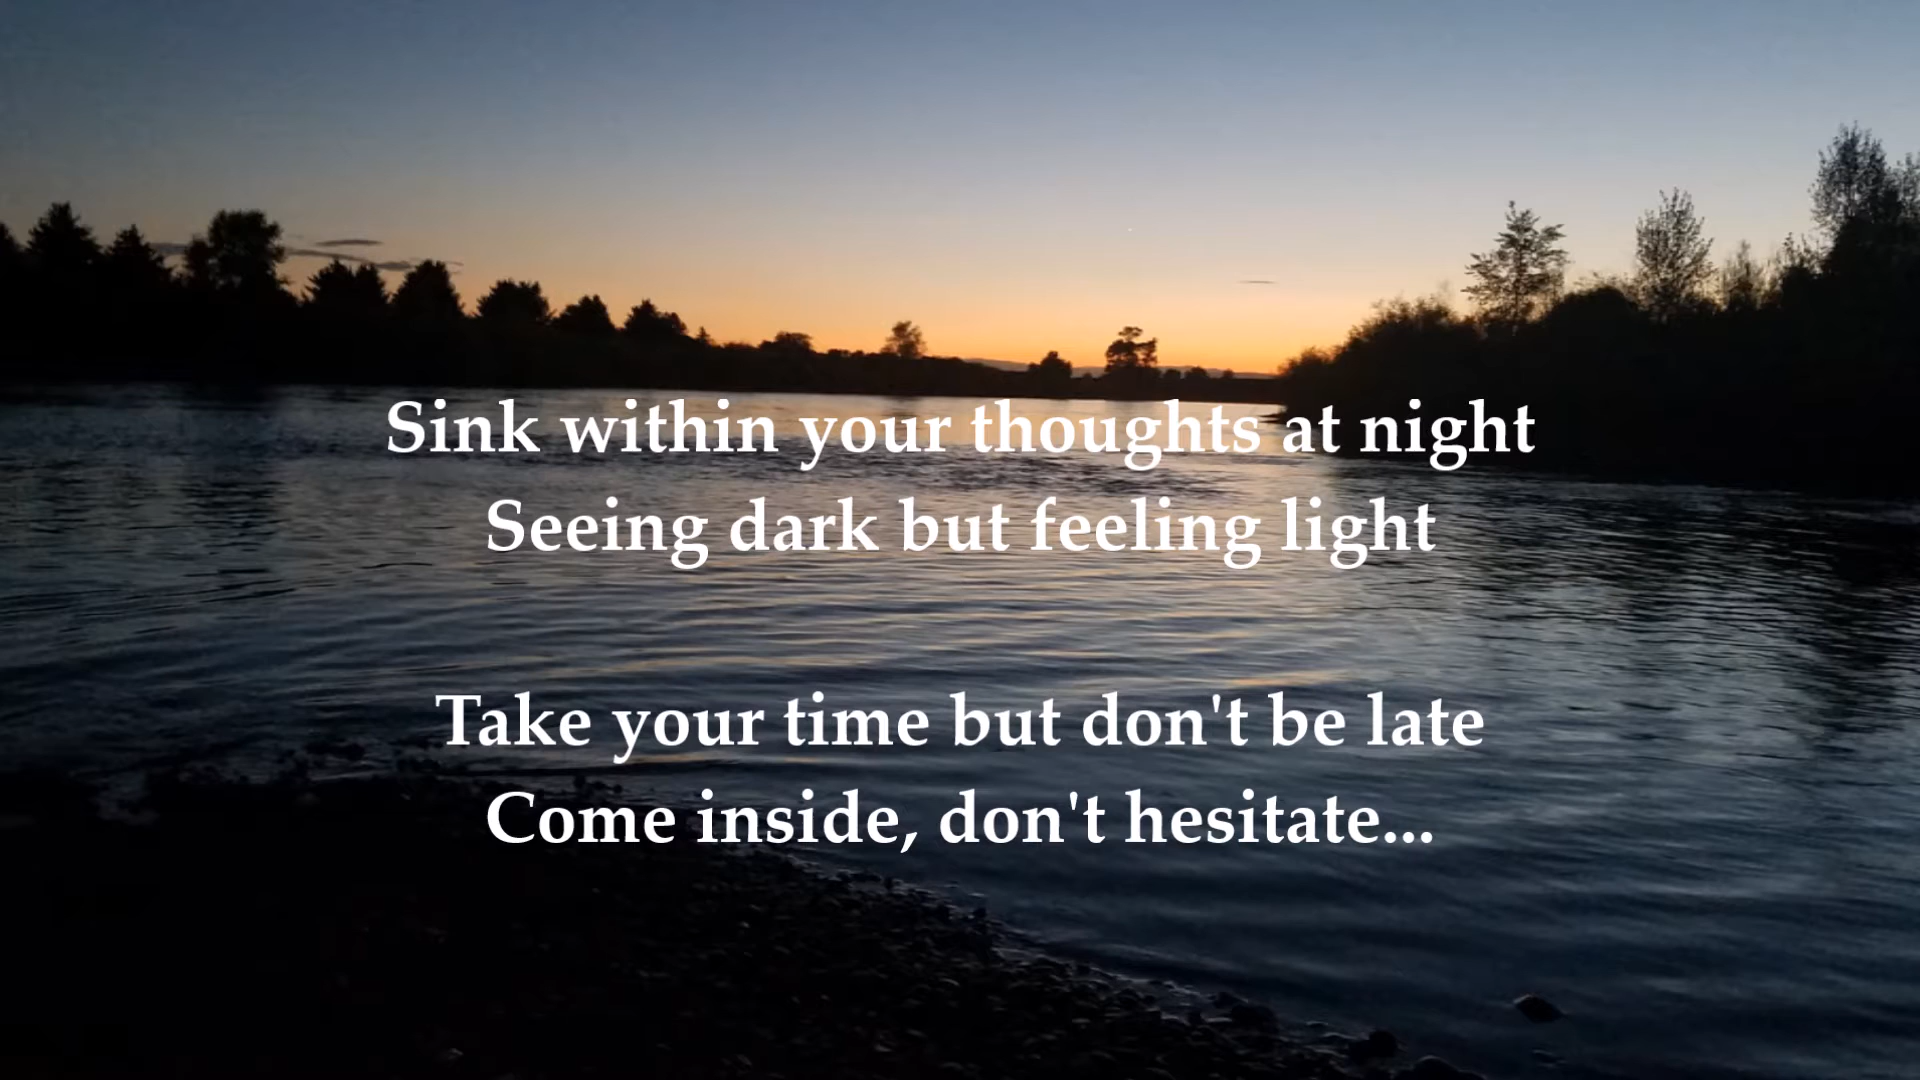 Sink within your thoughts at night
Seeing dark but feeling light
Take your time but don't be late
Come inside, don't hesitate...